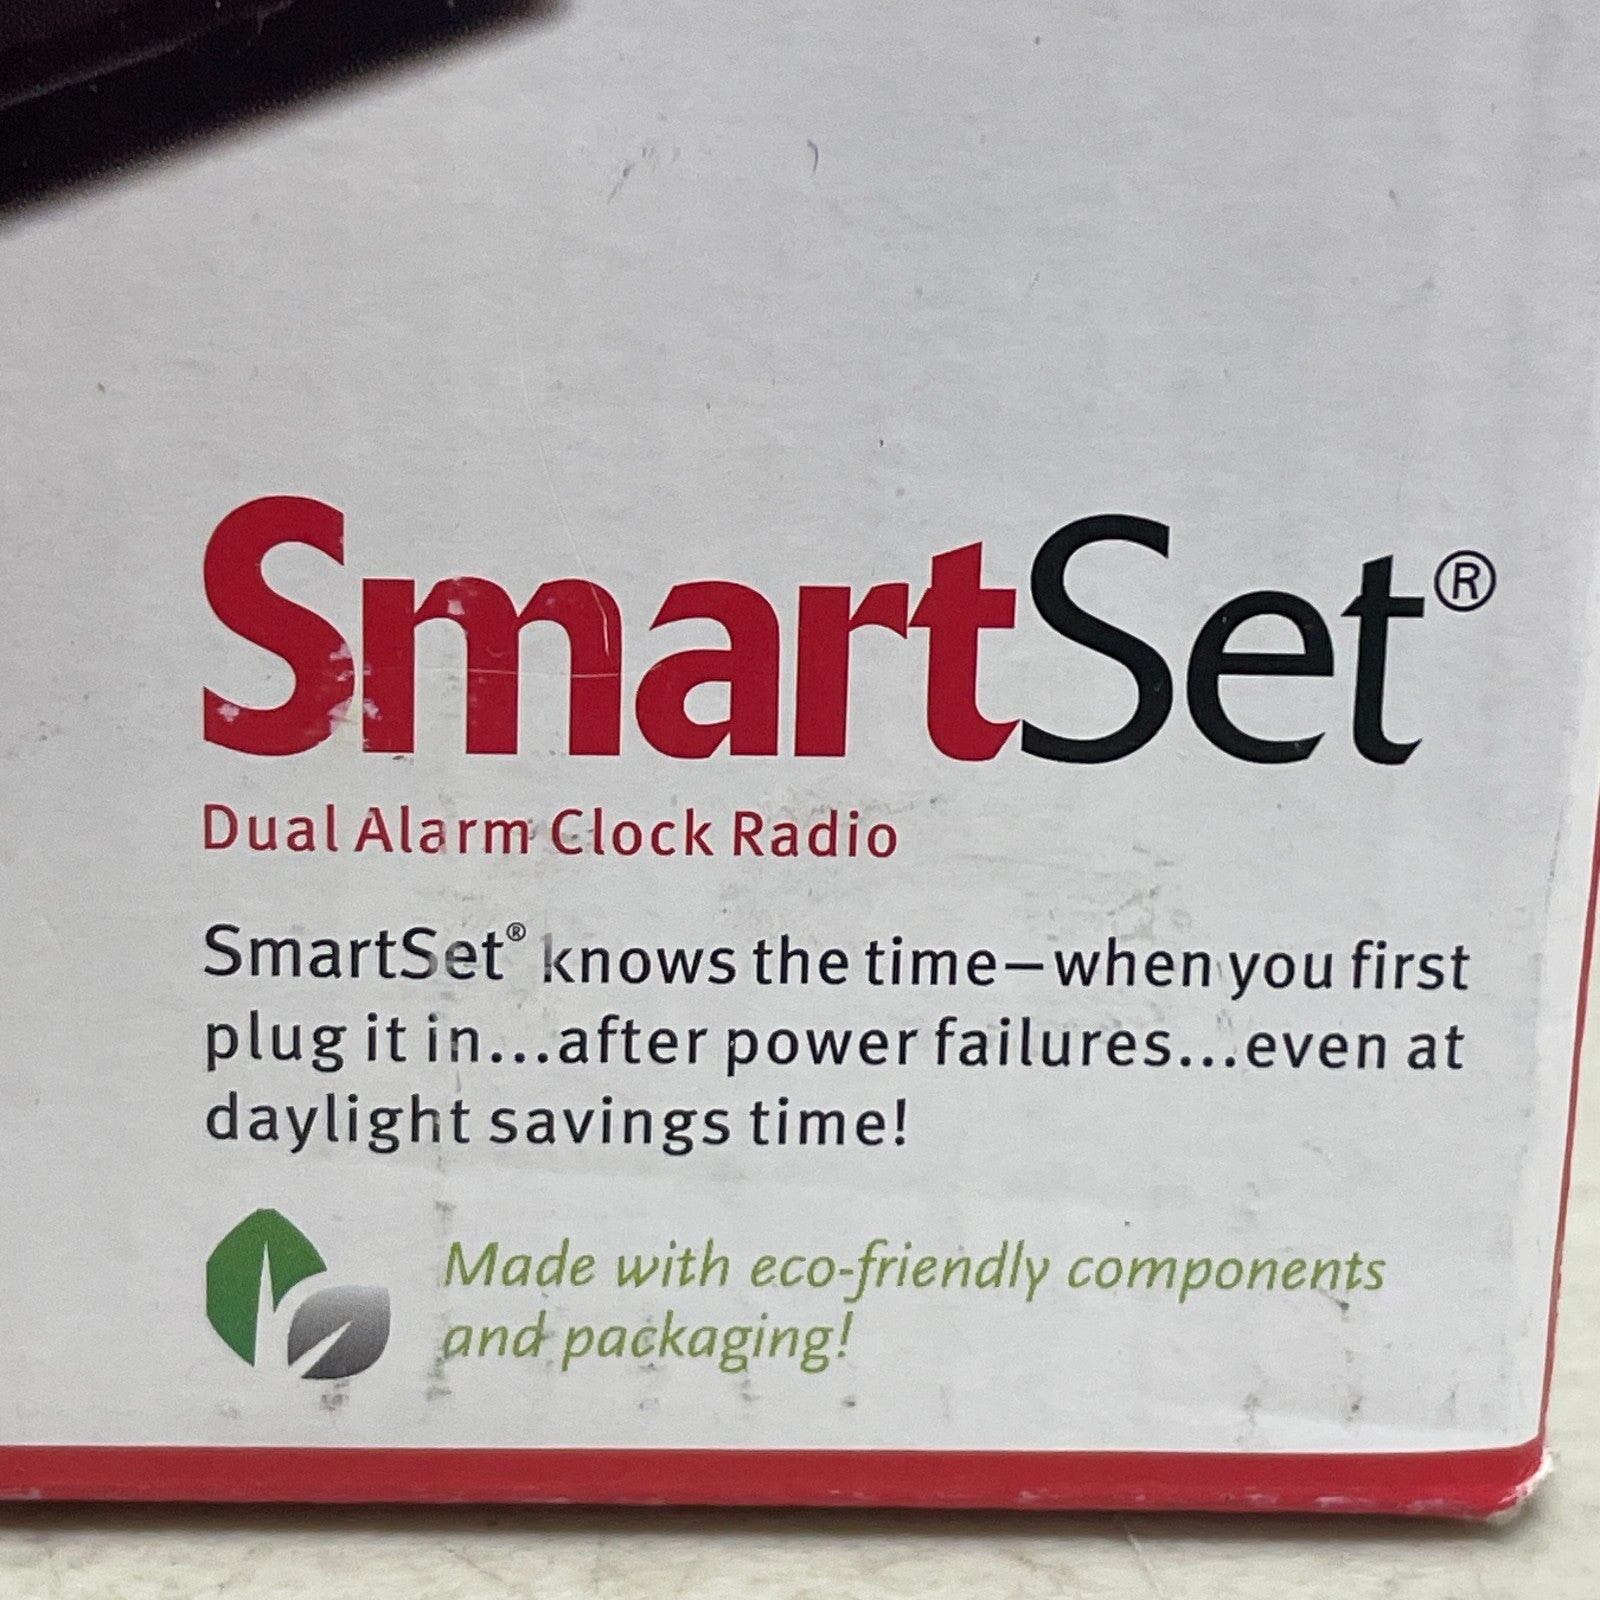 SmartSet®
Dual Alarm Clock Radio
SmartSet® knows the time—when you first
plug it in...after power failures...even at
daylight savings time!
Made with eco-friendly components
and packaging!